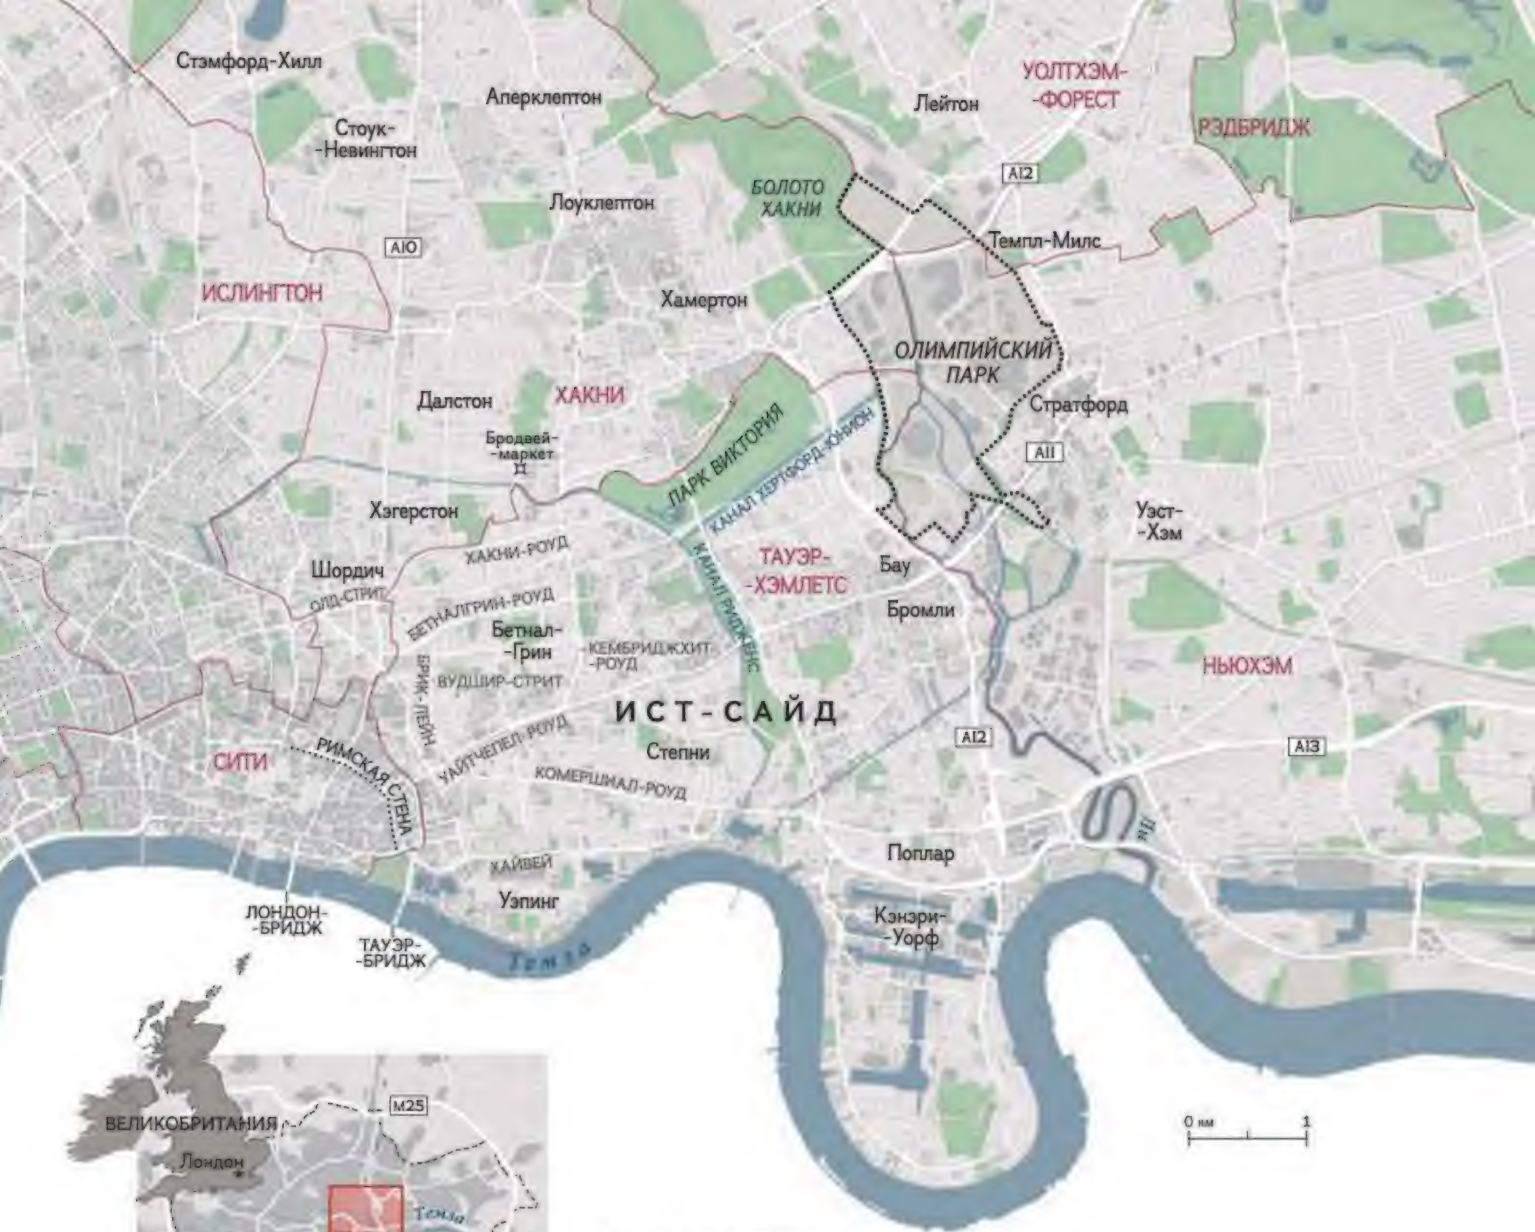 Стэмфорд-Хилл
УОЛТХЭМ-
-ФОРЕСТ
Аперклептон
Лейтон
Стоук-
-Невингтон
РЭДБРИДЖ
A12
БОЛОТО
ХАКНИ
Лоуклептон
A10
Темпл-Милс
ИСЛИНГТОН
Хамертон
ОЛИМПИЙСКИЙ
ПАРК
Далстон
ХАКНИ
Стратфорд
Бродвей-
-маркет
ПАРК ВИКТОРИЯ
КАНАЛ ХЕРТФОРД-ЮНИОН
A11
Хэгерстон
Уэст-
-Хэм
ХАКНИ-РОУД
ТАУЭР-
-ХЭМЛЕТС
Бау
Шордич
ОЛД-СТРИТ
КАНАЛ РИДЖЕНС
БЕТНАЛГРИН-РОУД
Бромли
Бетнал-
-Грин
КЕМБРИДЖХИТ-
-РОУД
НЬЮХЭМ
БРИК-ЛЕЙН
ВУДШИР-СТРИТ
ИСТ-САЙД
УАЙТЧЕПЕЛ-РОУД
Степни
A12
A13
СИТИ
РИМСКАЯ СТЕНА
КОМЕРШНАЛ-РОУД
Ли
ХАЙВЕЙ
Поплар
Уэпинг
ЛОНДОН-
-БРИДЖ
Кэнэри-
-Уорф
ТАУЭР-
-БРИДЖ
Темза
M25
ВЕЛИКОБРИТАНИЯ
0 км 1
Лондон
Темза